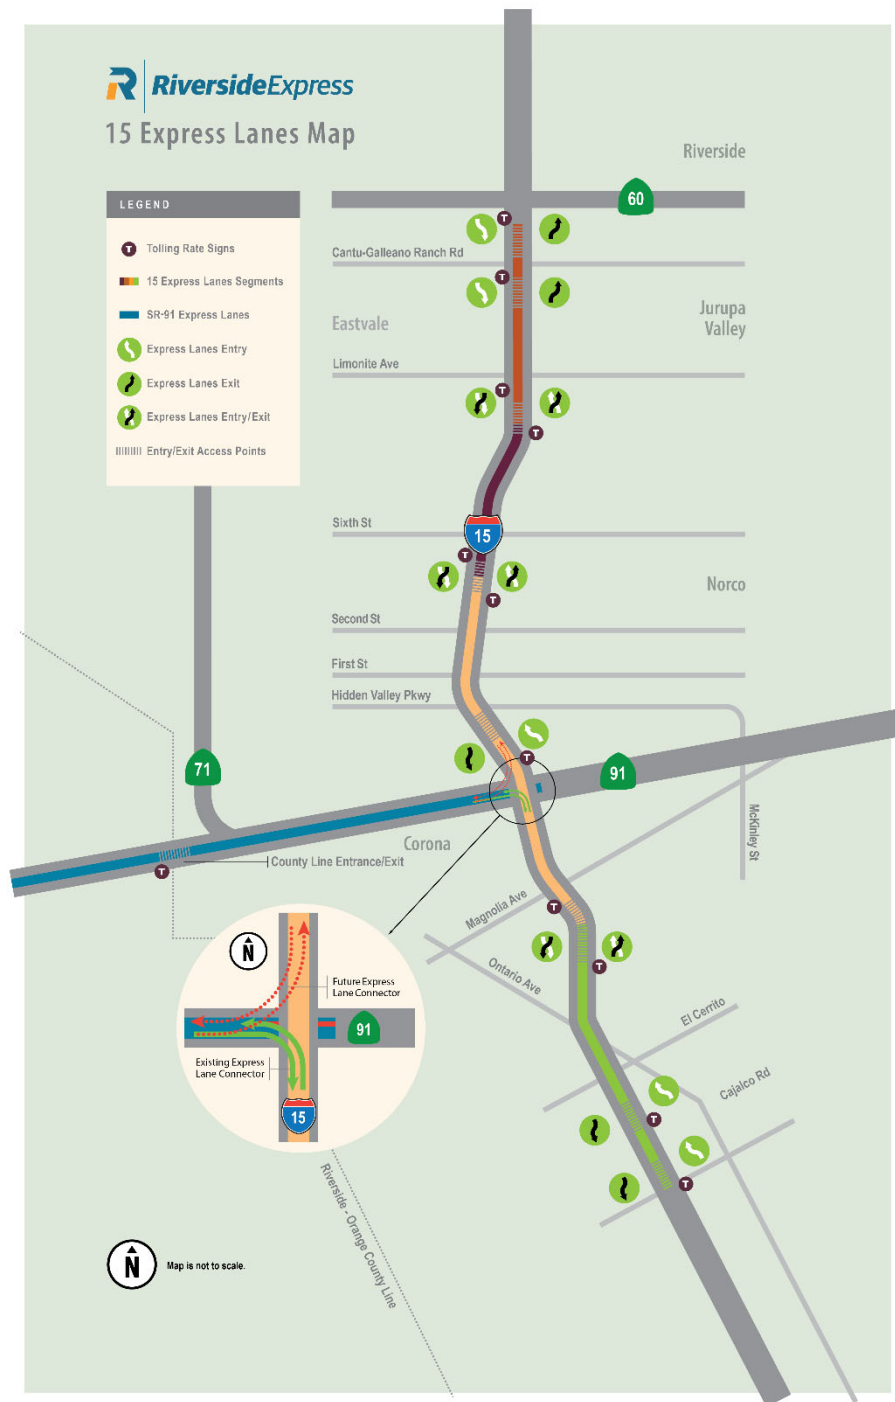 R RiversideExpress
15 Express Lanes Map
LEGEND
T Tolling Rate Signs
15 Express Lanes Segments
SR-91 Express Lanes
Express Lanes Entry
Express Lanes Exit
Express Lanes Entry/Exit
Entry/Exit Access Points
Riverside
60
T
Cantu-Galleano Ranch Rd
T
Eastvale
Jurupa
Valley
Limonite Ave
T
T
Sixth St
15
T
Norco
T
Second St
First St
Hidden Valley Pkwy
T
91
71
McKinley St
Corona
County Line Entrance/Exit
T
Magnolia Ave
T
N
Ontario Ave
T
Future Express
Lane Connector
91
El Cerrito
Existing Express
Lane Connector
15
Cajalco Rd
T
T
Riverside - Orange County Line
N
Map is not to scale.